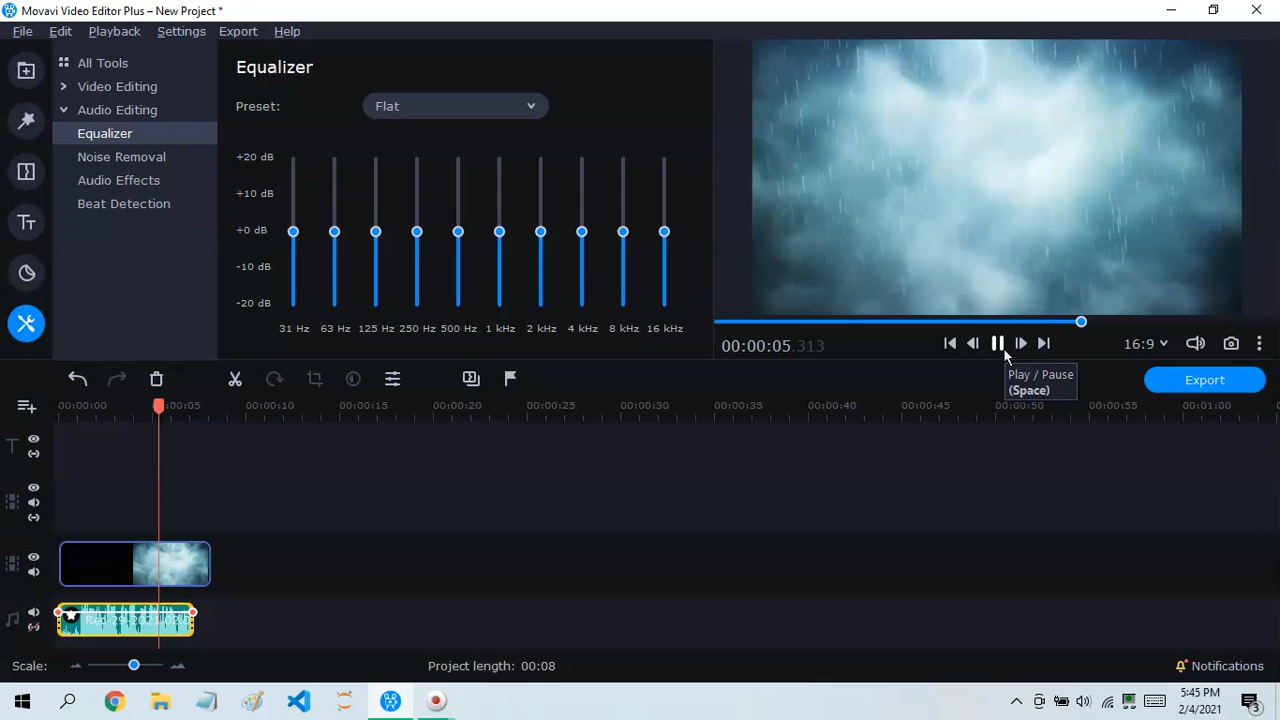 Movavi Video Editor Plus – New Project *
File Edit Playback Settings Export Help
All Tools
Video Editing
Audio Editing
Equalizer
Noise Removal
Audio Effects
Beat Detection
Equalizer
Preset: Flat
+20 dB
+10 dB
+0 dB
-10 dB
-20 dB
31 Hz 63 Hz 125 Hz 250 Hz 500 Hz 1 kHz 2 kHz 4 kHz 8 kHz 16 kHz
00:00:05.313
16:9
Play / Pause
(Space)
Export
00:00:00 00:00:05 00:00:10 00:00:15 00:00:20 00:00:25 00:00:30 00:00:35 00:00:40 00:00:45 00:00:50 00:00:55 00:01:00
Scale:
Project length: 00:08
Notifications
5:45 PM
2/4/2021
3